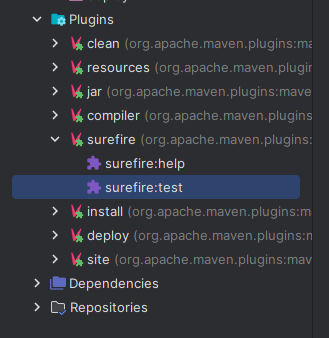 Plugins
clean (org.apache.maven.plugins:ma
resources (org.apache.maven.plugin
jar (org.apache.maven.plugins:mave
compiler (org.apache.maven.plugins
surefire (org.apache.maven.plugins:
surefire:help
surefire:test
install (org.apache.maven.plugins:m
deploy (org.apache.maven.plugins:m
site (org.apache.maven.plugins:mav
Dependencies
Repositories